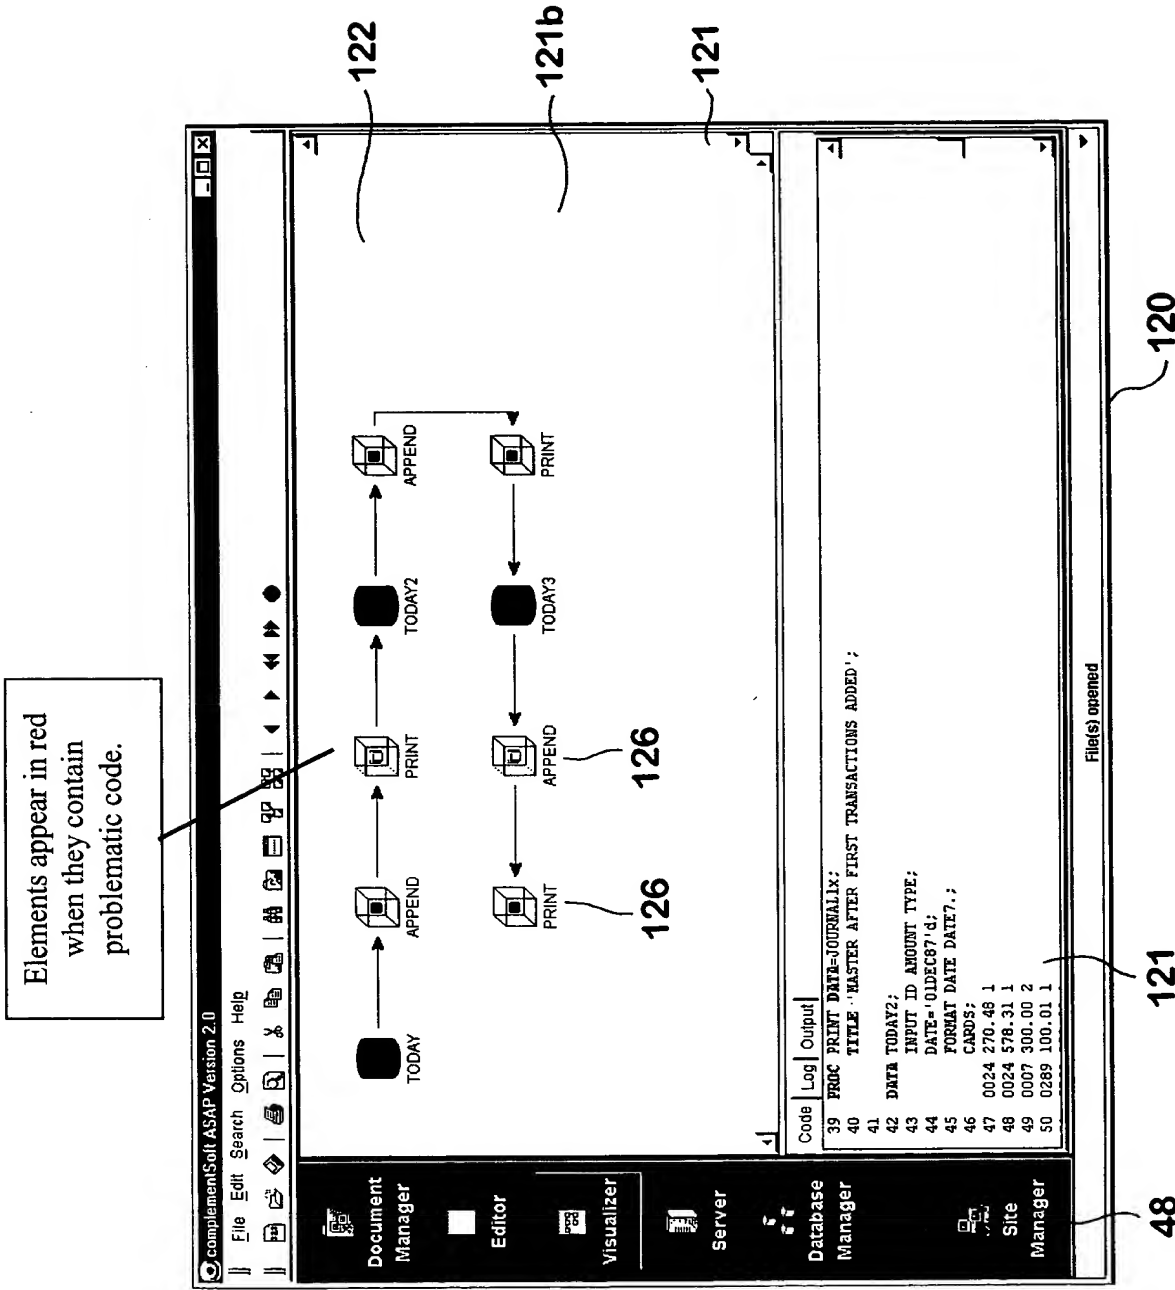 Elements appear in red
when they contain
problematic code.
complementSoft ASAP Version 2.0
File Edit Search Options Help
Document
Manager
Editor
Visualizer
Server
Database
Manager
Site
Manager
TODAY
APPEND
PRINT
TODAY2
APPEND
PRINT
APPEND
TODAY3
PRINT
Code Log Output
39 PROC PRINT DATA=JOURNAL1x;
40 TITLE 'MASTER AFTER FIRST TRANSACTIONS ADDED';
41
42 DATA TODAY2;
43 INPUT ID AMOUNT TYPE;
44 DATE='01DEC87'd;
45 FORMAT DATE DATE7.;
46 CARDS;
47 0024 270.48 1
48 0024 578.31 1
49 0007 300.00 2
50 0289 100.01 1
File(s) opened
122
121b
121
126
126
121
120
48